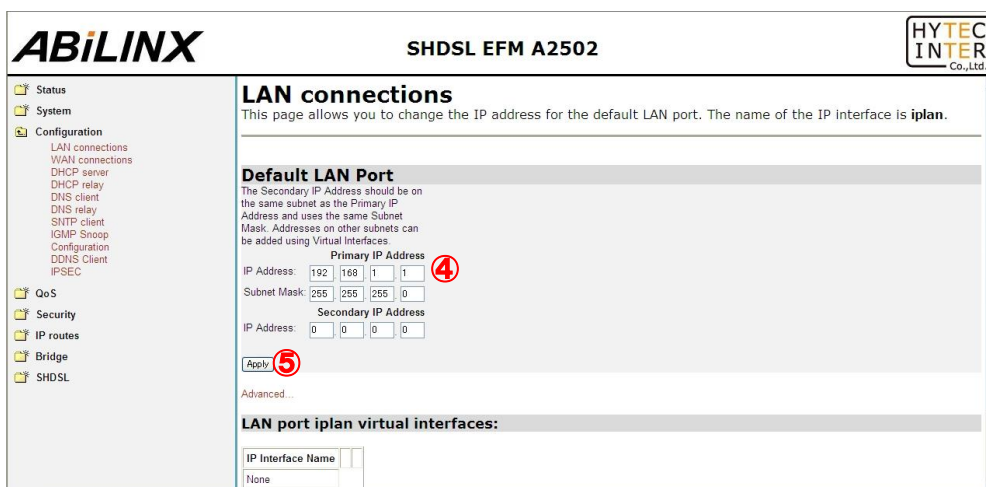 ABiLINX
SHDSL EFM A2502
HYTEC
INTER
Co.,Ltd.
Status
System
Configuration
LAN connections
WAN connections
DHCP server
DHCP relay
DNS client
DNS relay
SNTP client
IGMP Snoop
Configuration
DDNS Client
IPSEC
QoS
Security
IP routes
Bridge
SHDSL
LAN connections
This page allows you to change the IP address for the default LAN port. The name of the IP interface is iplan.
Default LAN Port
The Secondary IP Address should be on
the same subnet as the Primary IP
Address and uses the same Subnet
Mask. Addresses on other subnets can
be added using Virtual Interfaces.
Primary IP Address
IP Address: 192 . 168 . 1 . 1 ④
Subnet Mask: 255 . 255 . 255 . 0
Secondary IP Address
IP Address: 0 . 0 . 0 . 0
Apply ⑤
Advanced...
LAN port iplan virtual interfaces:
IP Interface Name
None